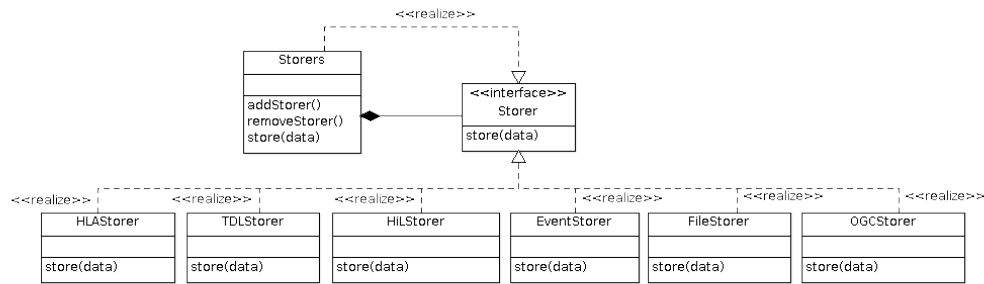 <<realize>>
Storers
addStorer()
removeStorer()
store(data)
<<interface>>
Storer
store(data)
<<realize>>
<<realize>>
<<realize>>
<<realize>>
<<realize>>
<<realize>>
HLAStorer
TDLStorer
HiLStorer
EventStorer
FileStorer
OGCStorer
store(data)
store(data)
store(data)
store(data)
store(data)
store(data)